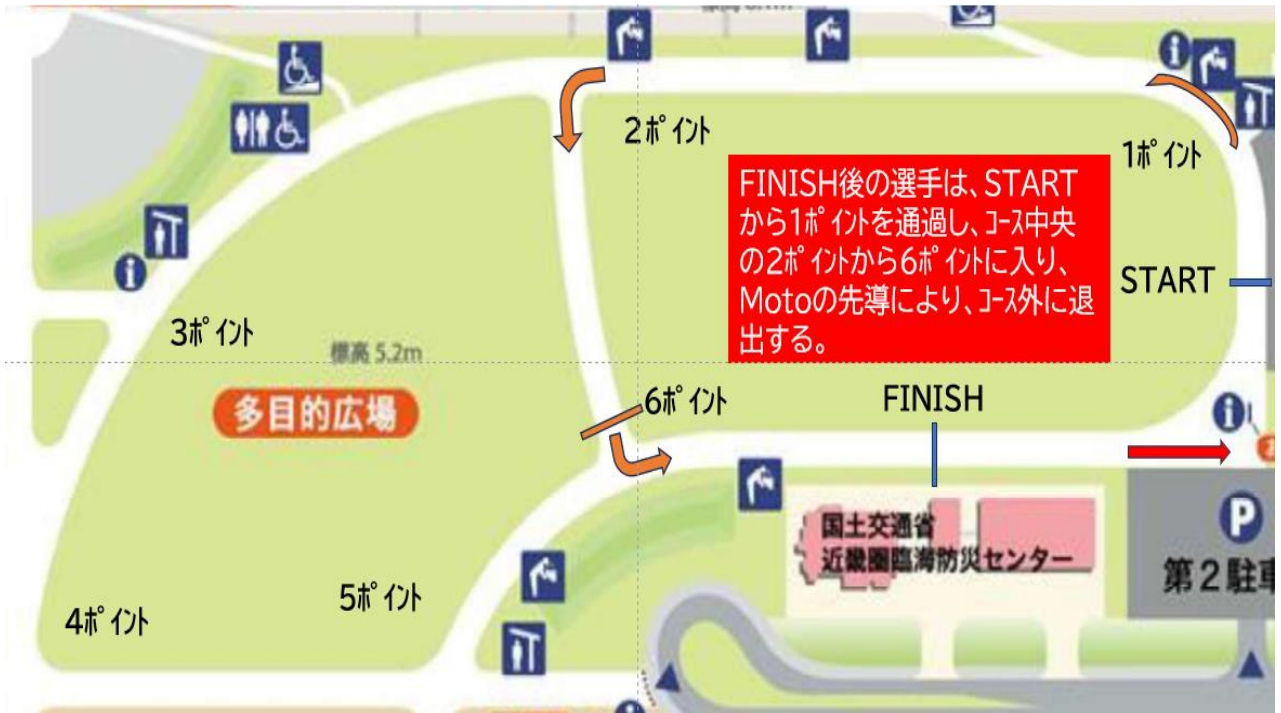 2ポイント
1ポイント
FINISH後の選手は、START
から1ポイントを通過し、コース中央
の2ポイントから6ポイントに入り、
Motoの先導により、コース外に退
出する。
START
3ポイント
標高 5.2m
多目的広場
6ポイント
FINISH
国土交通省
近畿圏臨海防災センター
P
第2駐車
5ポイント
4ポイント